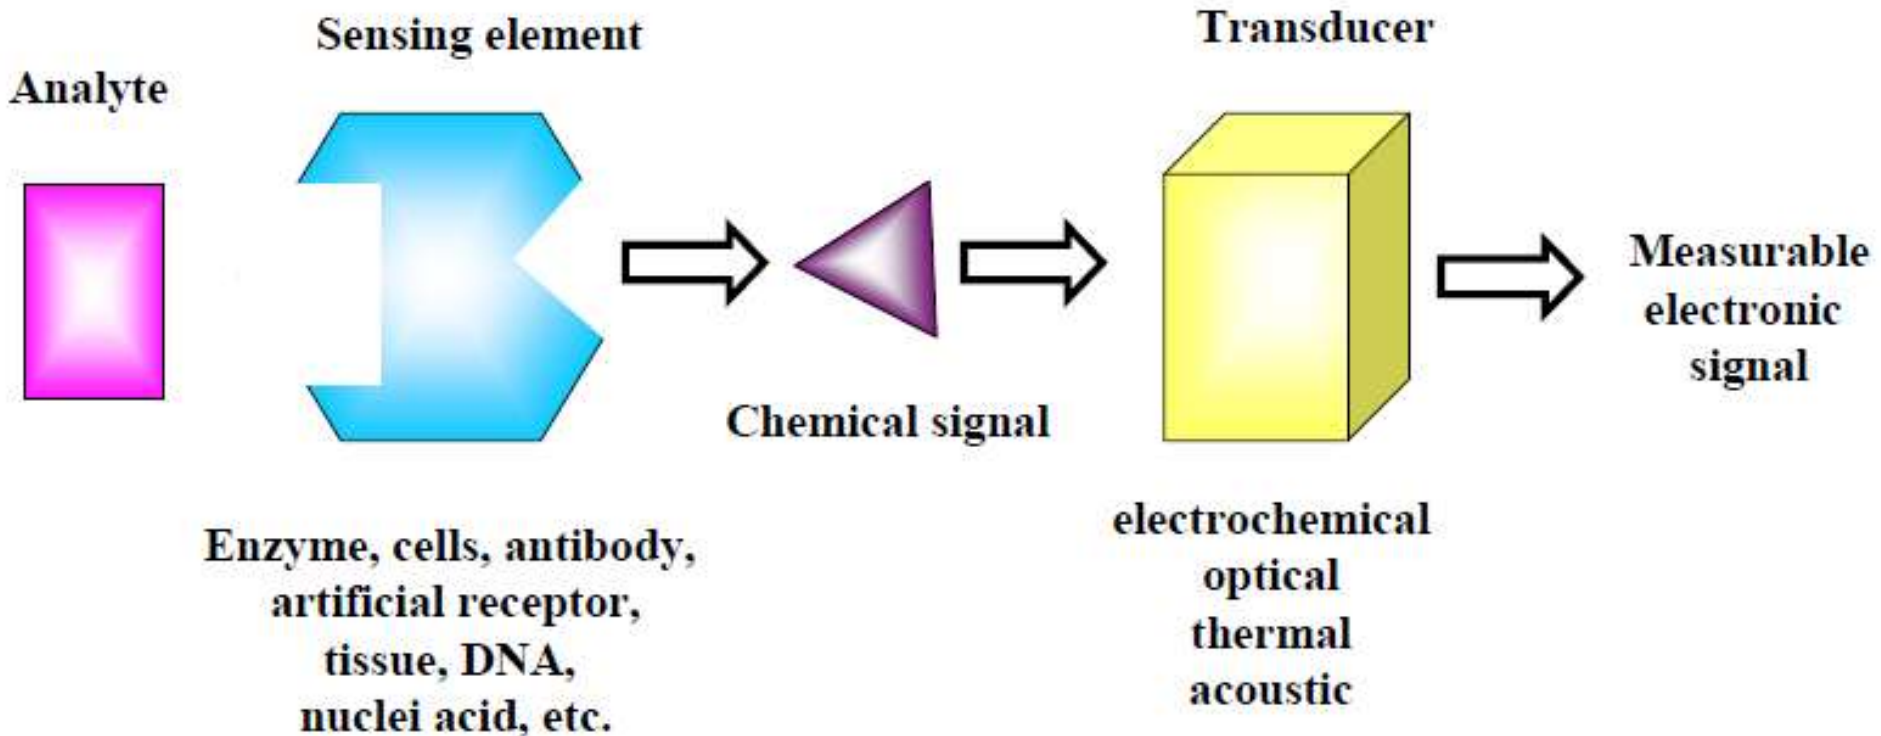 Analyte
Sensing element
Transducer
Chemical signal
Measurable
electronic
signal
Enzyme, cells, antibody,
artificial receptor,
tissue, DNA,
nuclei acid, etc.
electrochemical
optical
thermal
acoustic